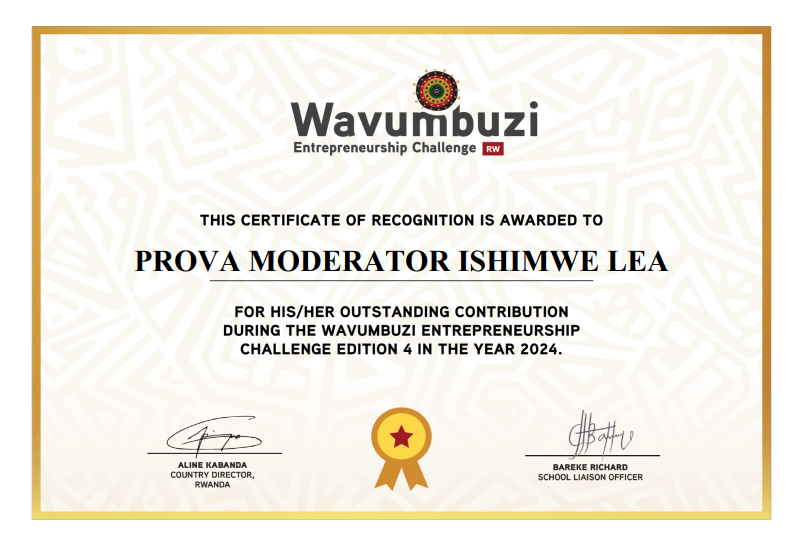 Wavumbuzi
Entrepreneurship Challenge RW
THIS CERTIFICATE OF RECOGNITION IS AWARDED TO
PROVA MODERATOR ISHIMWE LEA
FOR HIS/HER OUTSTANDING CONTRIBUTION
DURING THE WAVUMBUZI ENTREPRENEURSHIP
CHALLENGE EDITION 4 IN THE YEAR 2024.
ALINE KABANDA
COUNTRY DIRECTOR,
RWANDA
BAREKE RICHARD
SCHOOL LIAISON OFFICER